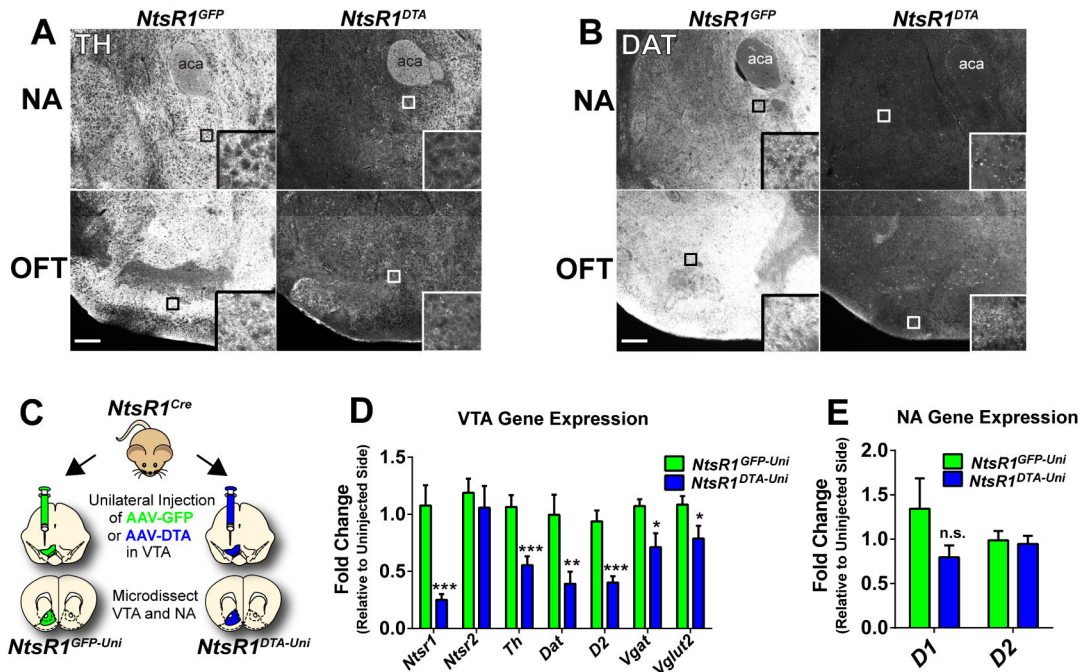 A
NtsR1GFP
NtsR1DTA
TH
aca
aca
NA
OFT
B
NtsR1GFP
NtsR1DTA
DAT
aca
aca
NA
OFT
C
NtsR1Cre
Unilateral Injection
of AAV-GFP
or AAV-DTA
in VTA
Microdissect
VTA and NA
NtsR1GFP-Uni
NtsR1DTA-Uni
D
VTA Gene Expression
NtsR1GFP-Uni
NtsR1DTA-Uni
Fold Change
(Relative to Uninjected Side)
1.5
1.0
0.5
0.0
***
***
**
***
*
*
Ntsr1
Ntsr2
Th
Dat
D2
Vgat
Vglut2
E
NA Gene Expression
NtsR1GFP-Uni
NtsR1DTA-Uni
Fold Change
(Relative to Uninjected Side)
2.0
1.5
1.0
0.5
0.0
n.s.
D1
D2